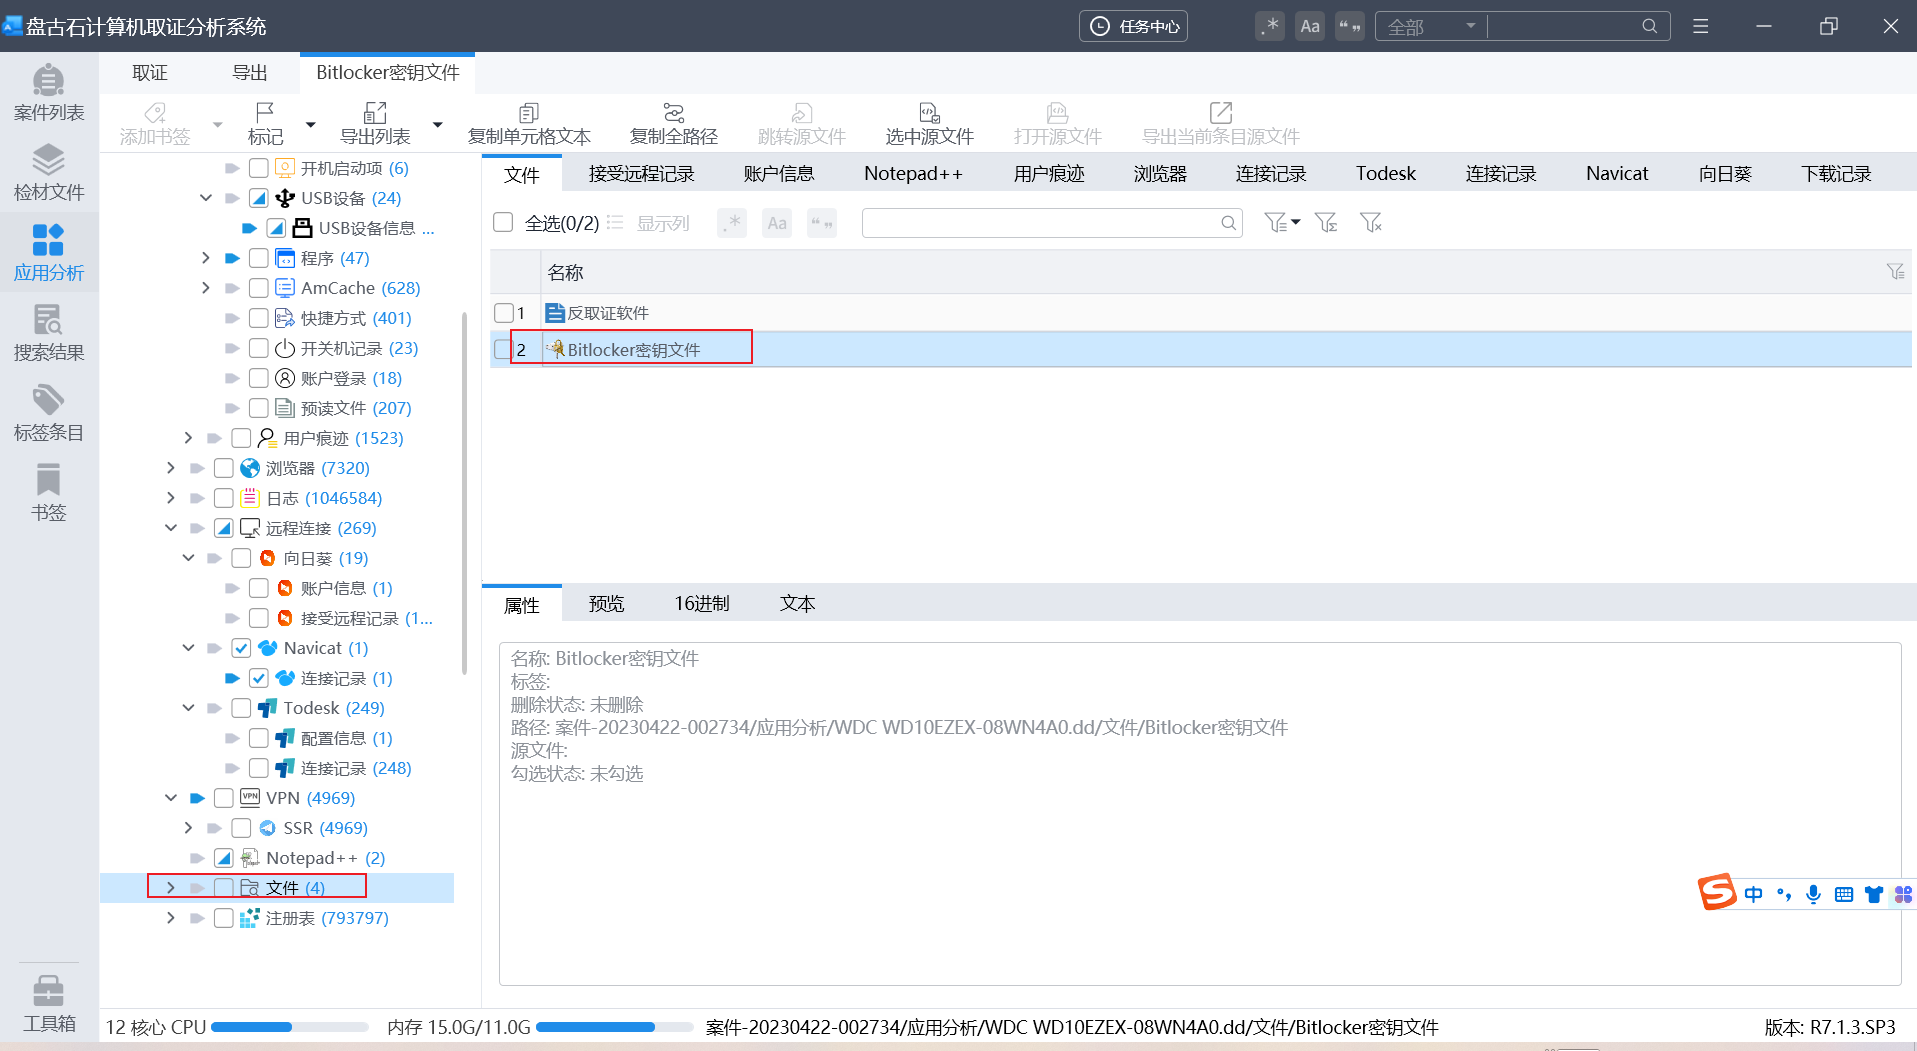 盘古石计算机取证分析系统
任务中心
.*
Aa
全部
案件列表
检材文件
应用分析
搜索结果
标签条目
书签
工具箱
取证
导出
Bitlocker密钥文件
添加书签
标记
导出列表
复制单元格文本
复制全路径
跳转源文件
选中源文件
打开源文件
导出当前条目源文件
开机启动项 (6)
USB设备 (24)
USB设备信息 ...
程序 (47)
AmCache (628)
快捷方式 (401)
开关机记录 (23)
账户登录 (18)
预读文件 (207)
用户痕迹 (1523)
浏览器 (7320)
日志 (1046584)
远程连接 (269)
向日葵 (19)
账户信息 (1)
接受远程记录 (1...
Navicat (1)
连接记录 (1)
Todesk (249)
配置信息 (1)
连接记录 (248)
VPN (4969)
SSR (4969)
Notepad++ (2)
文件 (4)
注册表 (793797)
文件
接受远程记录
账户信息
Notepad++
用户痕迹
浏览器
连接记录
Todesk
连接记录
Navicat
向日葵
下载记录
全选(0/2)
显示列
.*
Aa
名称
1 反取证软件
2 Bitlocker密钥文件
属性
预览
16进制
文本
名称: Bitlocker密钥文件
标签:
删除状态: 未删除
路径: 案件-20230422-002734/应用分析/WDC WD10EZEX-08WN4A0.dd/文件/Bitlocker密钥文件
源文件:
勾选状态: 未勾选
中
12 核心 CPU
内存 15.0G/11.0G
案件-20230422-002734/应用分析/WDC WD10EZEX-08WN4A0.dd/文件/Bitlocker密钥文件
版本: R7.1.3.SP3